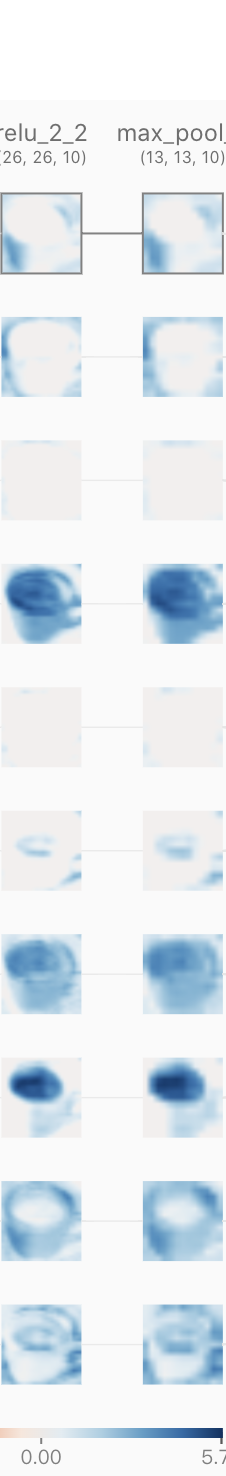 relu_2_2
(26, 26, 10)
max_pool_
(13, 13, 10)
0.00
5.7